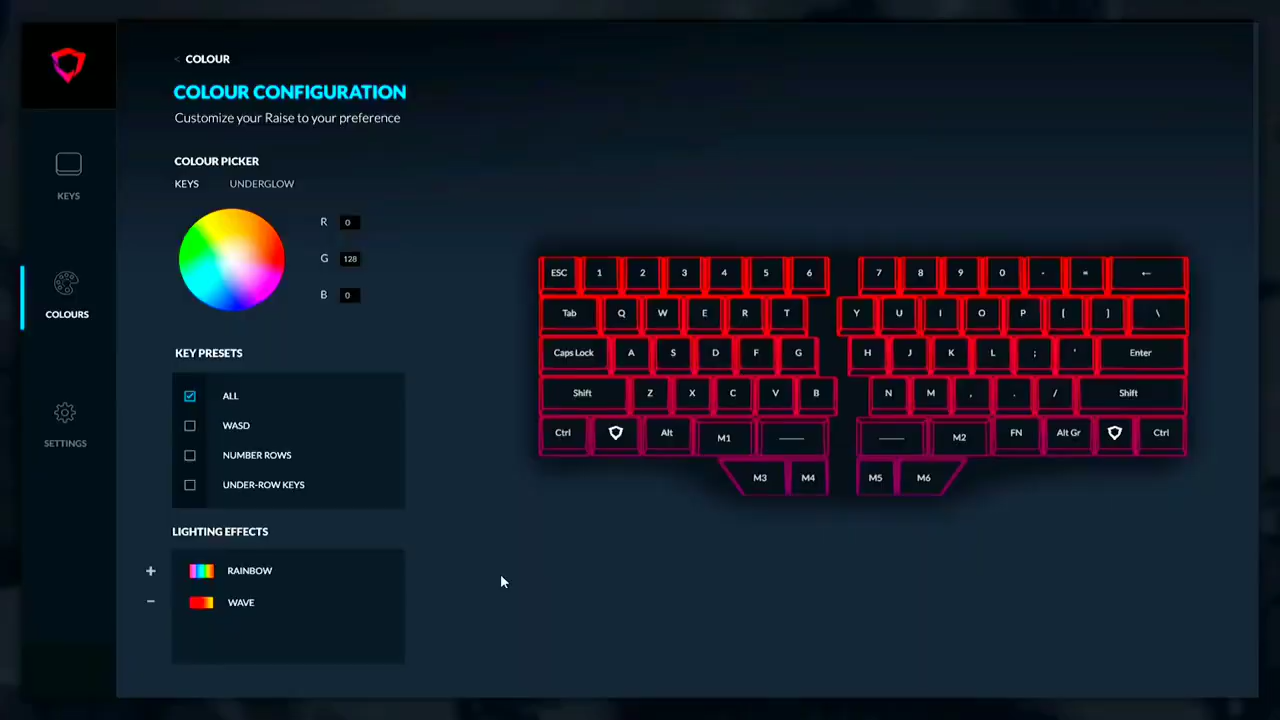 < COLOUR
COLOUR CONFIGURATION
Customize your Raise to your preference
COLOUR PICKER
KEYS UNDERGLOW
R 0
G 128
B 0
KEY PRESETS
ALL
WASD
NUMBER ROWS
UNDER-ROW KEYS
LIGHTING EFFECTS
+ RAINBOW
− WAVE
KEYS
COLOURS
SETTINGS
ESC 1 2 3 4 5 6 7 8 9 0 - = ←
Tab Q W E R T Y U I O P [ ] \
Caps Lock A S D F G H J K L ; ' Enter
Shift Z X C V B N M , . / Shift
Ctrl Alt M1 M2 FN Alt Gr Ctrl
M3 M4 M5 M6